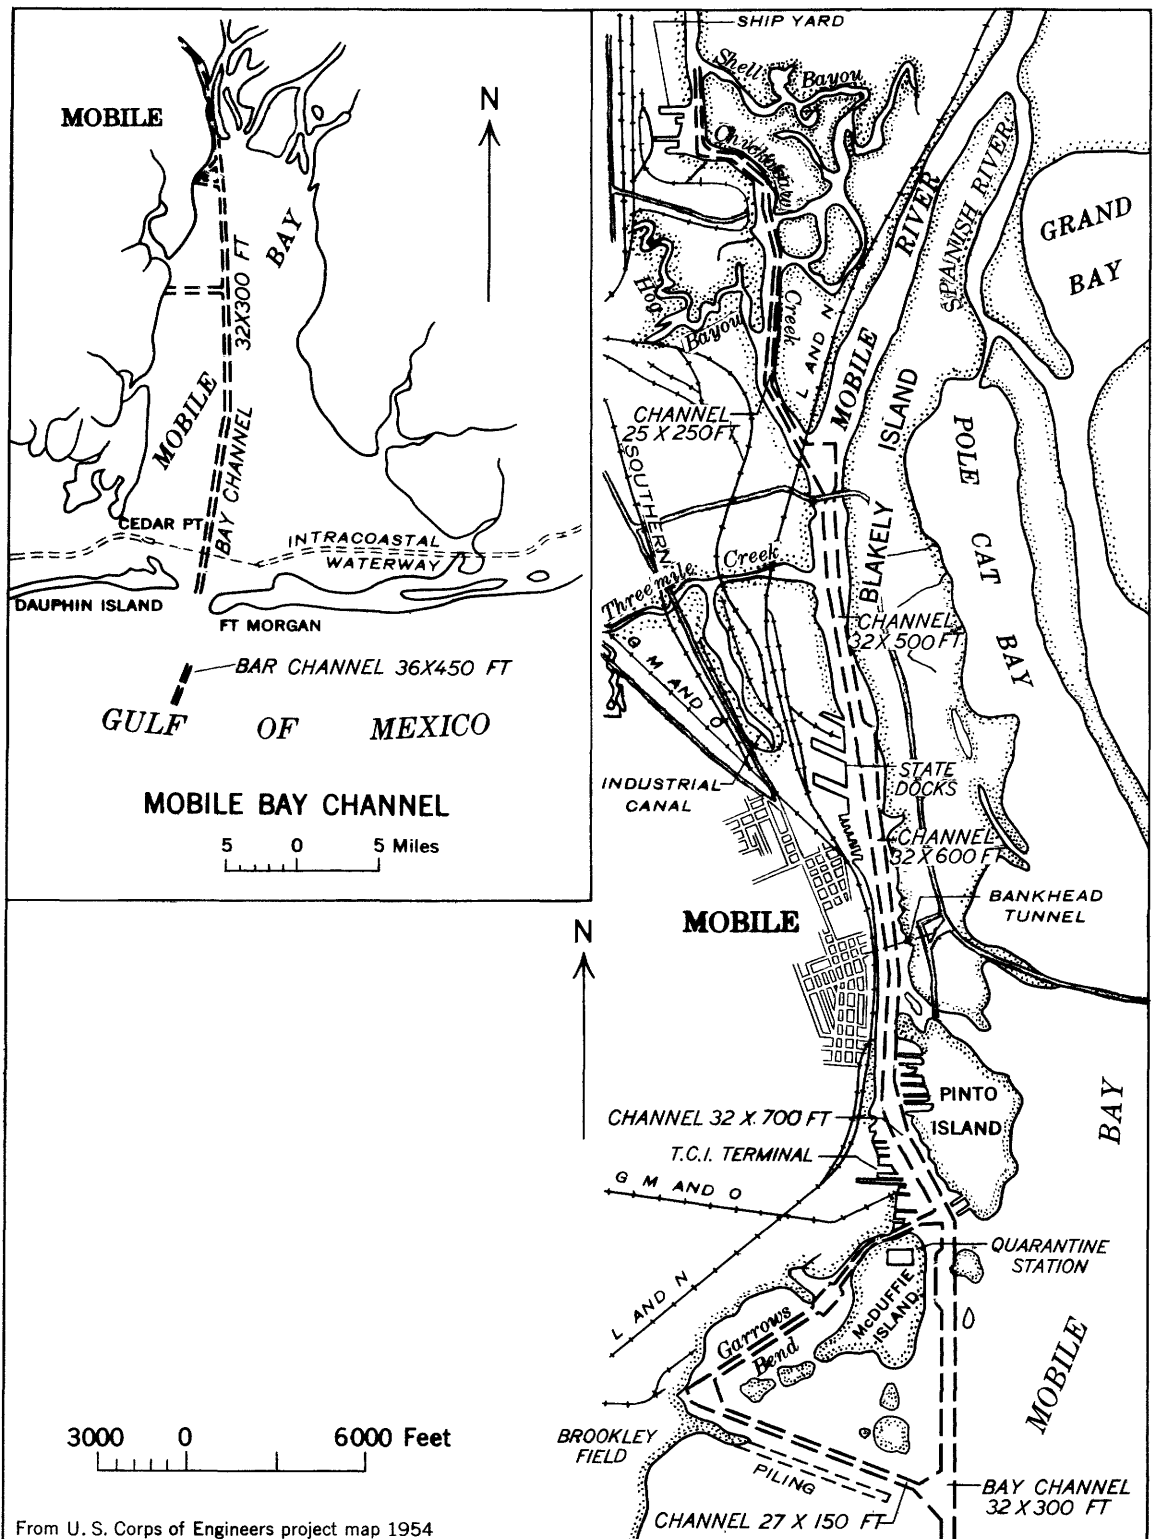 MOBILE
N
BAY
32X300 FT
MOBILE
BAY CHANNEL
CEDAR PT
INTRACOASTAL
WATERWAY
DAUPHIN ISLAND
FT MORGAN
BAR CHANNEL 36X450 FT
GULF OF MEXICO
MOBILE BAY CHANNEL
5 0 5 Miles
SHIP YARD
Shell Bayou
Creek
Hog
Bayou
L AND N
MOBILE RIVER
SPANISH RIVER
GRAND
BAY
CHANNEL
25 X 250 FT
SOUTHERN
BLAKELY ISLAND
POLE CAT BAY
Three mile Creek
CHANNEL
32 X 500 FT
G M AND O
INDUSTRIAL
CANAL
STATE
DOCKS
CHANNEL
32 X 600 FT
BANKHEAD
TUNNEL
MOBILE
N
PINTO
ISLAND
CHANNEL 32 X 700 FT
T.C.I. TERMINAL
G M AND O
L AND N
QUARANTINE
STATION
McDUFFIE
ISLAND
Garrows
Bend
MOBILE BAY
BROOKLEY
FIELD
PILING
BAY CHANNEL
32 X 300 FT
CHANNEL 27 X 150 FT
3000 0 6000 Feet
From U. S. Corps of Engineers project map 1954